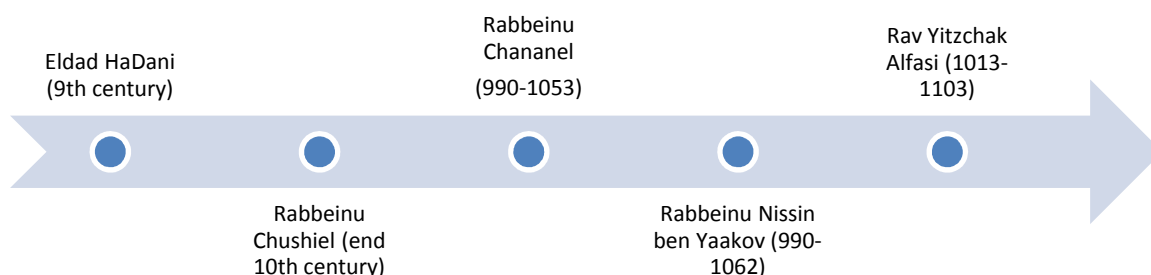 Eldad HaDani
(9th century)
Rabbeinu
Chushiel (end
10th century)
Rabbeinu
Chananel
(990-1053)
Rabbeinu Nissin
ben Yaakov (990-
1062)
Rav Yitzchak
Alfasi (1013-
1103)